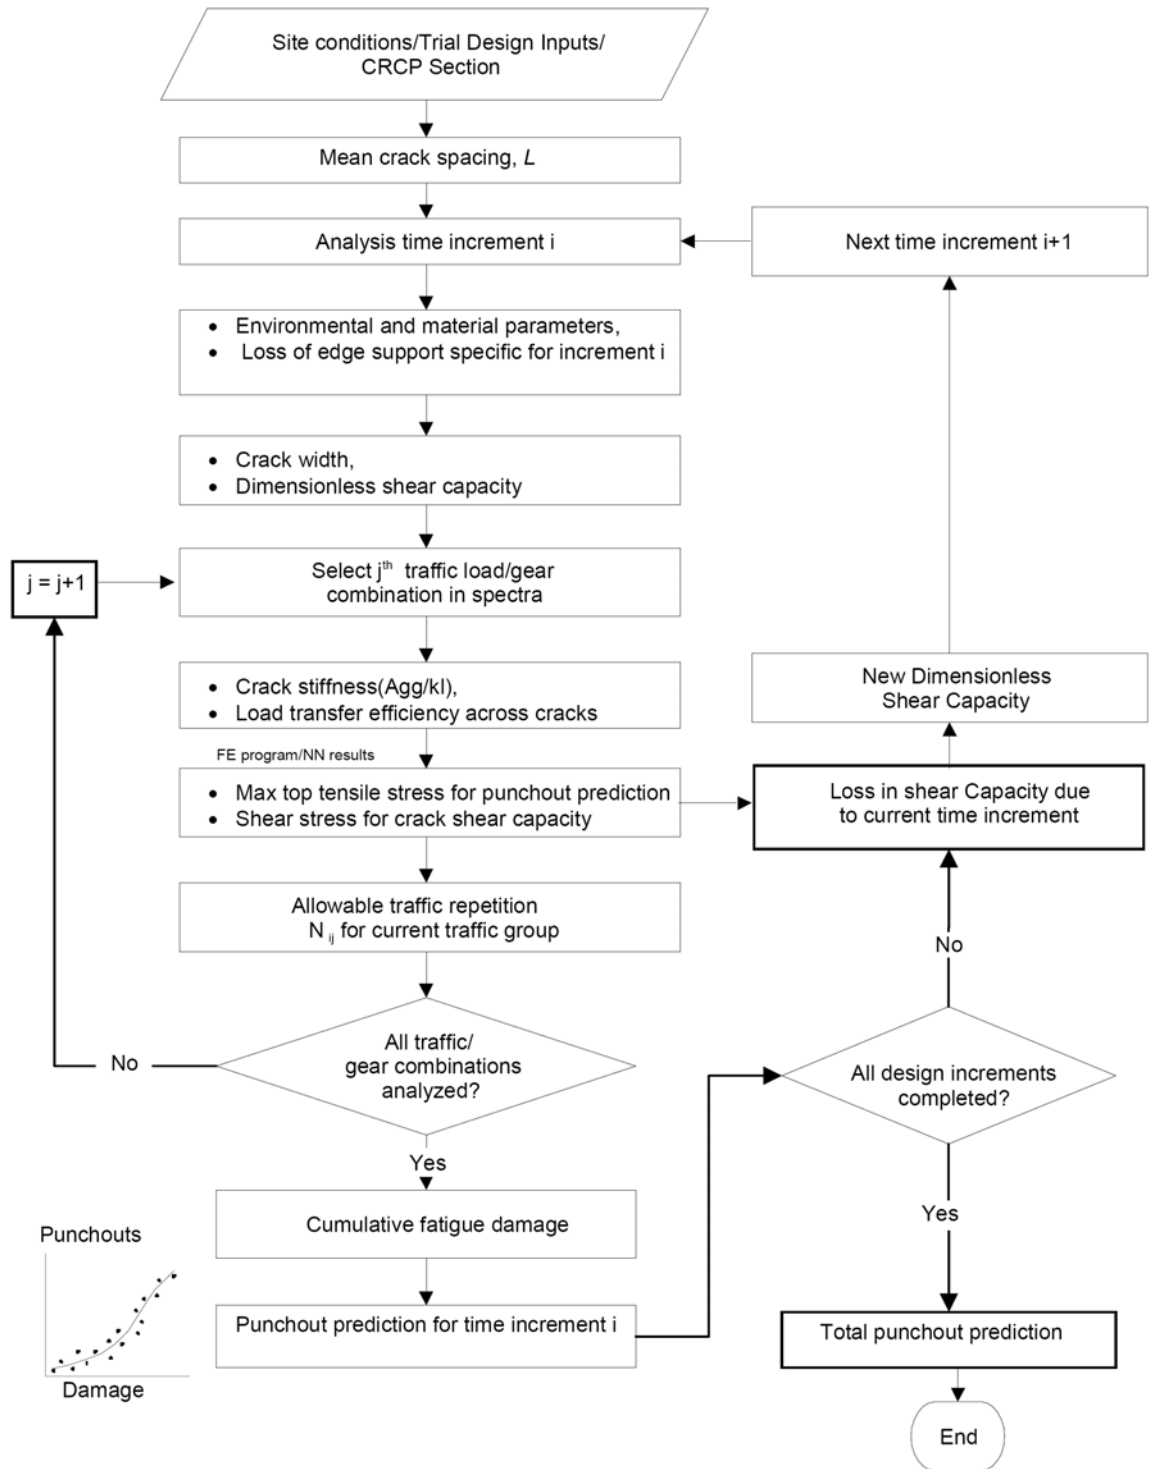 Site conditions/Trial Design Inputs/
CRCP Section
Mean crack spacing, L
Analysis time increment i
Next time increment i+1
• Environmental and material parameters,
• Loss of edge support specific for increment i
• Crack width,
• Dimensionless shear capacity
j = j+1
Select jth traffic load/gear
combination in spectra
• Crack stiffness(Agg/kl),
• Load transfer efficiency across cracks
New Dimensionless
Shear Capacity
FE program/NN results
• Max top tensile stress for punchout prediction
• Shear stress for crack shear capacity
Loss in shear Capacity due
to current time increment
Allowable traffic repetition
N ij for current traffic group
No
All traffic/
gear combinations
analyzed?
No
All design increments
completed?
Yes
Cumulative fatigue damage
Yes
Punchouts
Damage
Punchout prediction for time increment i
Total punchout prediction
End